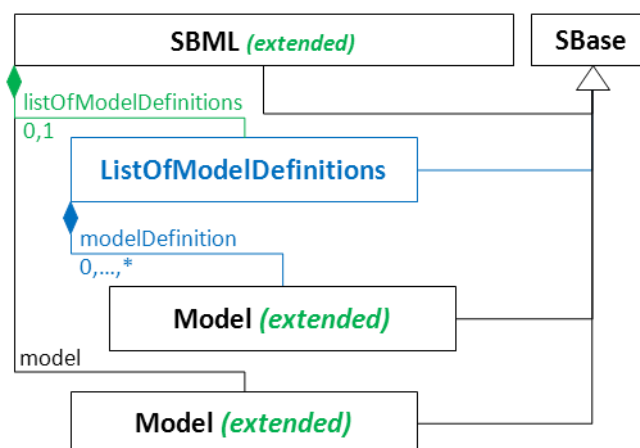 SBML (extended)
SBase
listOfModelDefinitions
0,1
ListOfModelDefinitions
modelDefinition
0,...,*
Model (extended)
model
Model (extended)